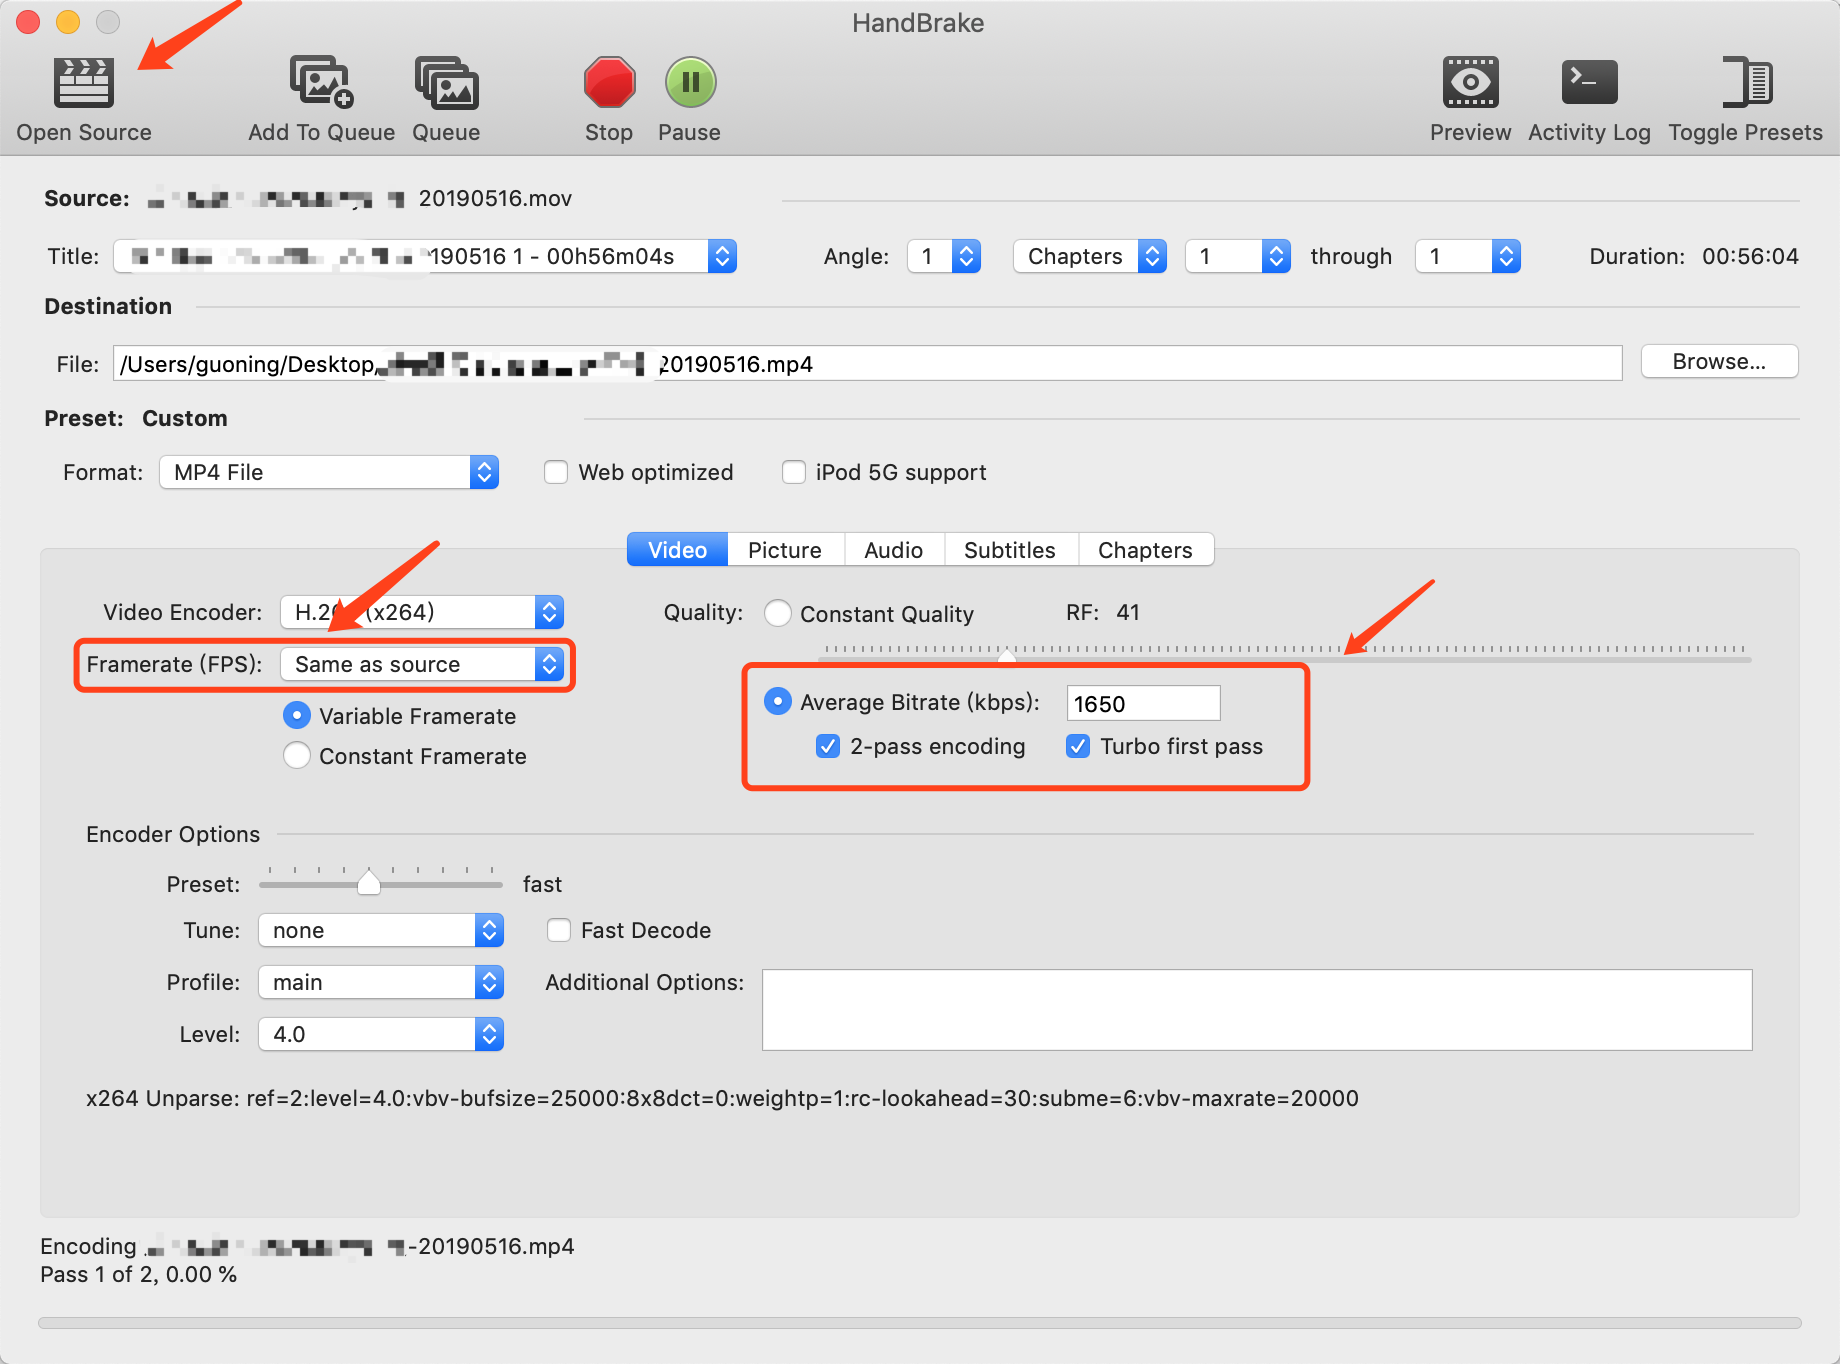 HandBrake
Open Source Add To Queue Queue Stop Pause Preview Activity Log Toggle Presets
Source: 20190516.mov
Title: 190516 1 - 00h56m04s Angle: 1 Chapters 1 through 1 Duration: 00:56:04
Destination
File: /Users/guoning/Desktop/ 20190516.mp4 Browse...
Preset: Custom
Format: MP4 File Web optimized iPod 5G support
Video Picture Audio Subtitles Chapters
Video Encoder: (x264) Quality: Constant Quality RF: 41
Framerate (FPS): Same as source
Average Bitrate (kbps): 1650
Variable Framerate
2-pass encoding Turbo first pass
Constant Framerate
Encoder Options
Preset: fast
Tune: none Fast Decode
Profile: main Additional Options:
Level: 4.0
x264 Unparse: ref=2:level=4.0:vbv-bufsize=25000:8x8dct=0:weightp=1:rc-lookahead=30:subme=6:vbv-maxrate=20000
Encoding -20190516.mp4
Pass 1 of 2, 0.00 %